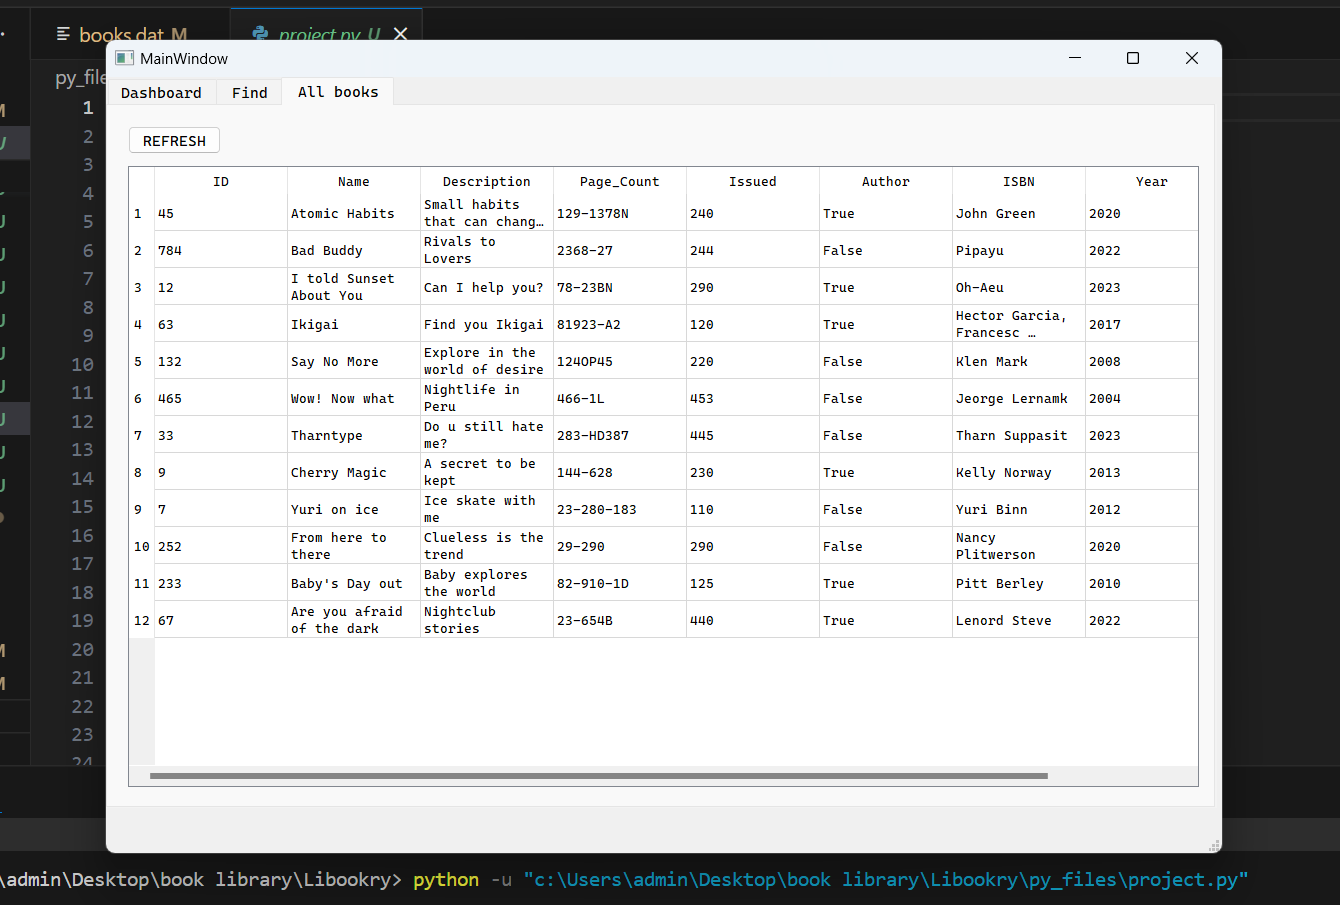 books.dat M
project.py U
MainWindow
py_file
Dashboard Find All books
REFRESH
ID Name Description Page_Count Issued Author ISBN Year
1 45 Atomic Habits Small habits that can chang… 129-1378N 240 True John Green 2020
2 784 Bad Buddy Rivals to Lovers 2368-27 244 False Pipayu 2022
3 12 I told Sunset About You Can I help you? 78-23BN 290 True Oh-Aeu 2023
4 63 Ikigai Find you Ikigai 81923-A2 120 True Hector Garcia, Francesc … 2017
5 132 Say No More Explore in the world of desire 124OP45 220 False Klen Mark 2008
6 465 Wow! Now what Nightlife in Peru 466-1L 453 False Jeorge Lernamk 2004
7 33 Tharntype Do u still hate me? 283-HD387 445 False Tharn Suppasit 2023
8 9 Cherry Magic A secret to be kept 144-628 230 True Kelly Norway 2013
9 7 Yuri on ice Ice skate with me 23-280-183 110 False Yuri Binn 2012
10 252 From here to there Clueless is the trend 29-290 290 False Nancy Plitwerson 2020
11 233 Baby's Day out Baby explores the world 82-910-1D 125 True Pitt Berley 2010
12 67 Are you afraid of the dark Nightclub stories 23-654B 440 True Lenord Steve 2022
1
2
3
4
5
6
7
8
9
10
11
12
13
14
15
16
17
18
19
20
21
22
23
24
\admin\Desktop\book library\Libookry> python -u "c:\Users\admin\Desktop\book library\Libookry\py_files\project.py"